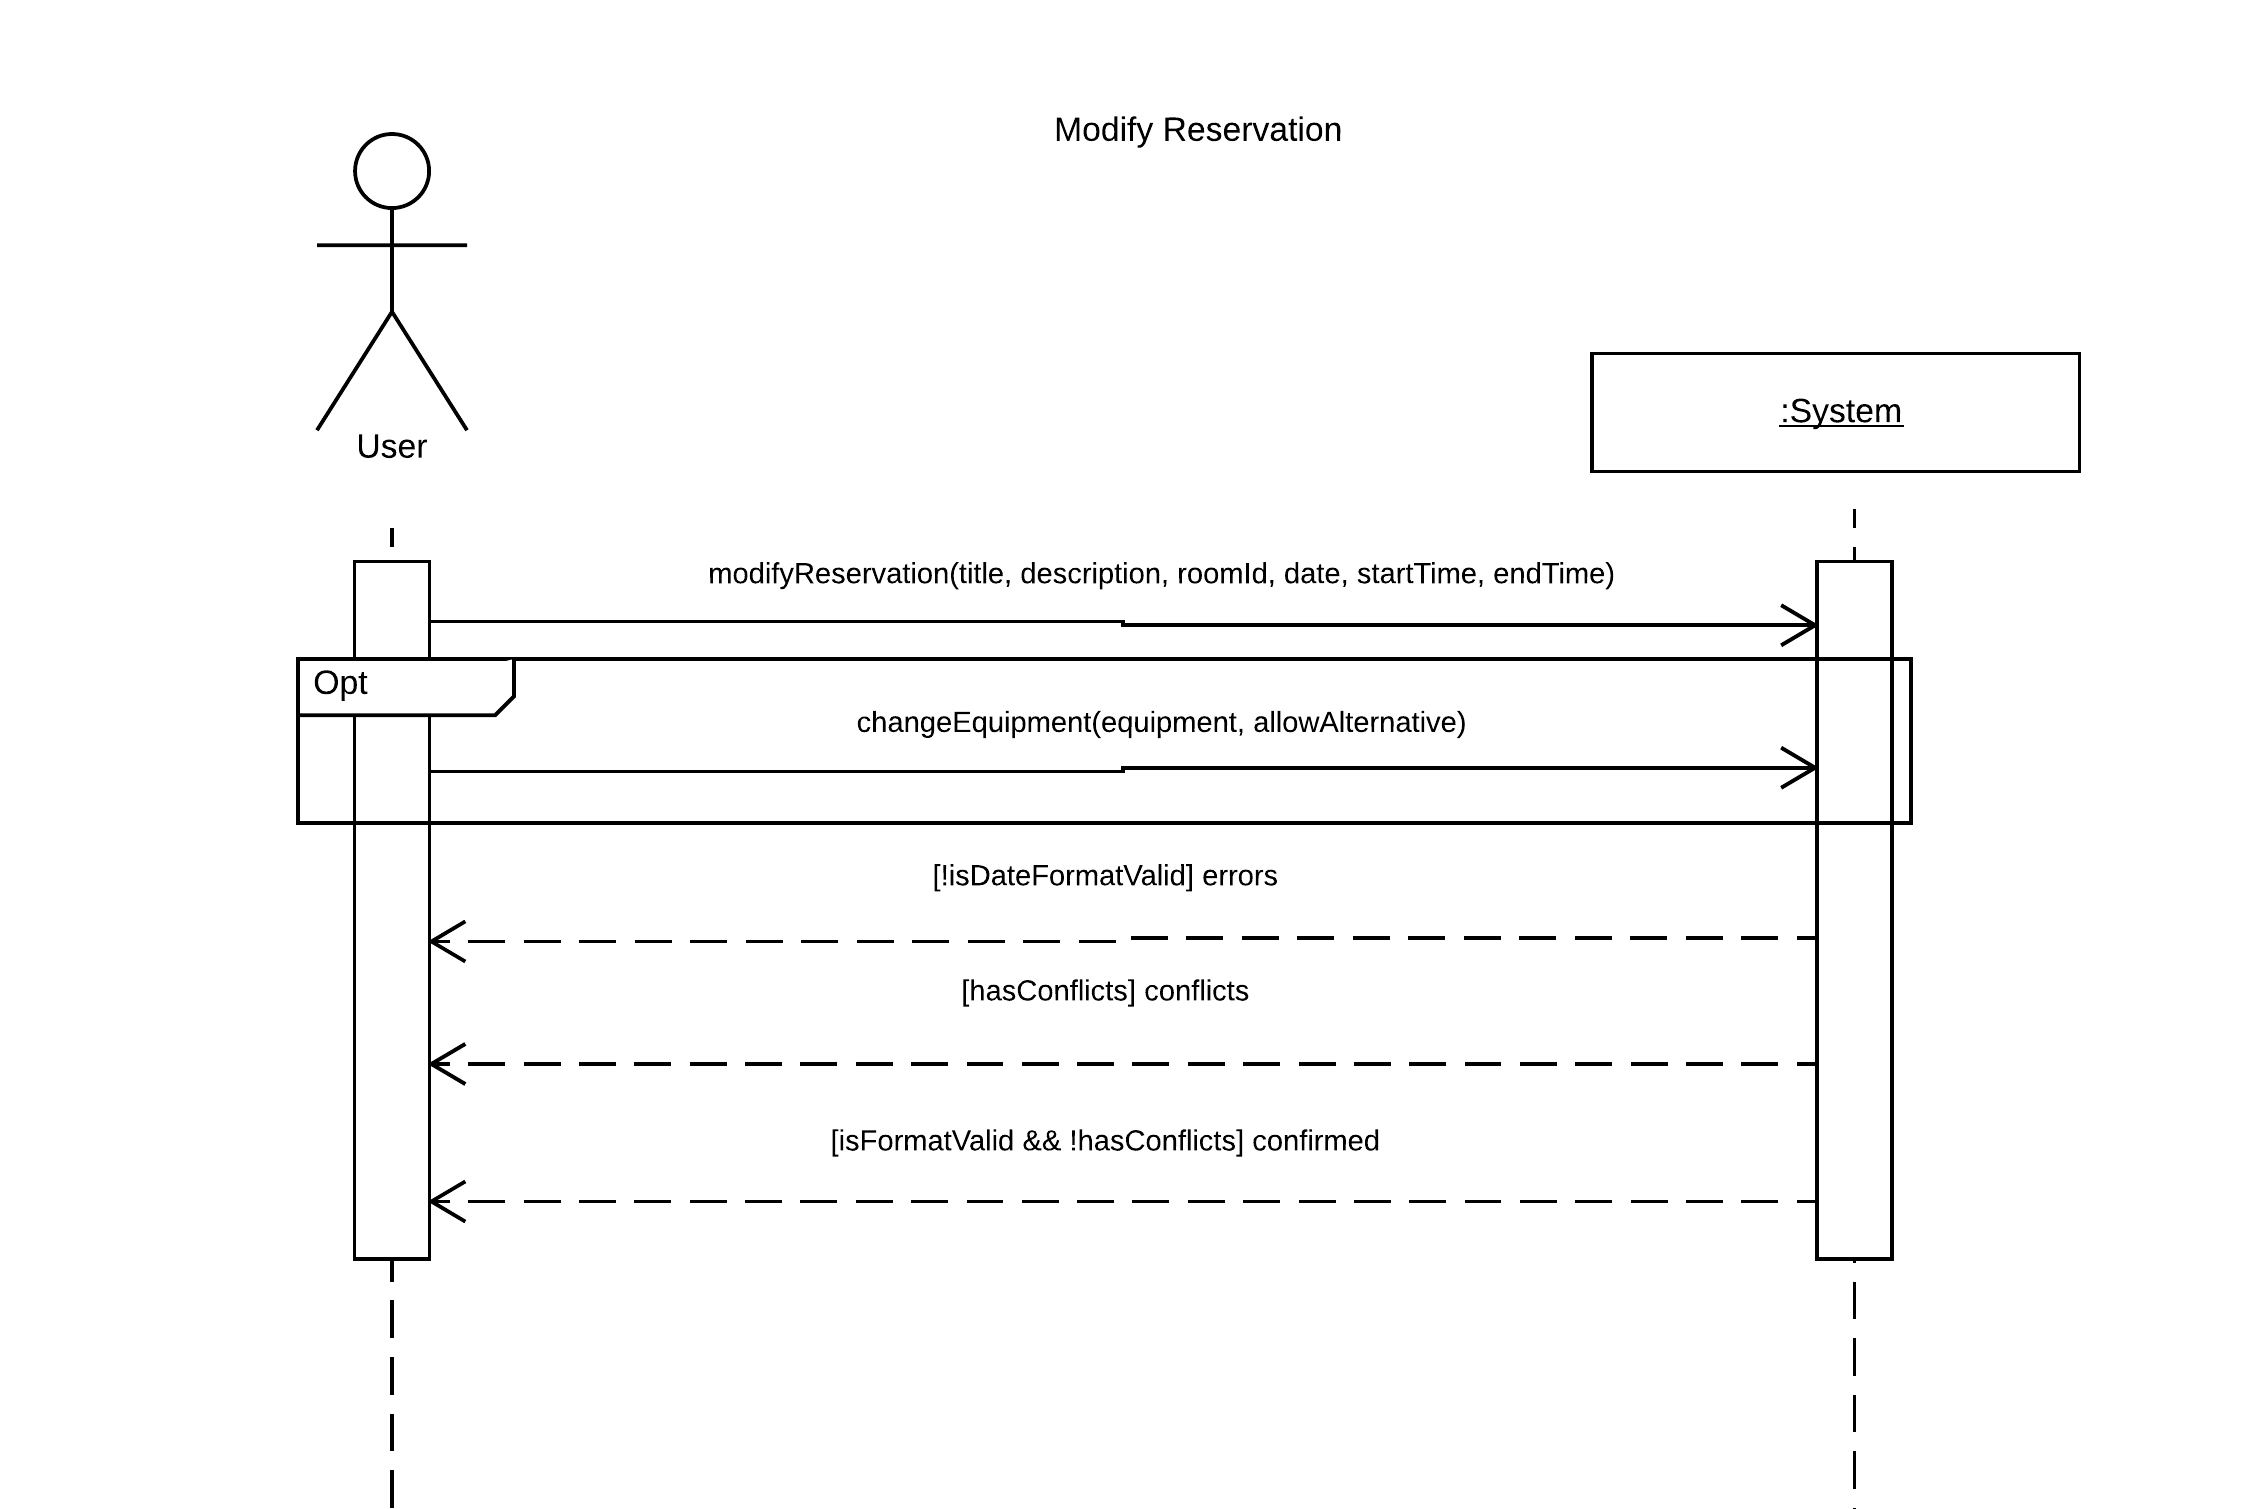 Modify Reservation
User
:System
modifyReservation(title, description, roomId, date, startTime, endTime)
Opt
changeEquipment(equipment, allowAlternative)
[!isDateFormatValid] errors
[hasConflicts] conflicts
[isFormatValid && !hasConflicts] confirmed